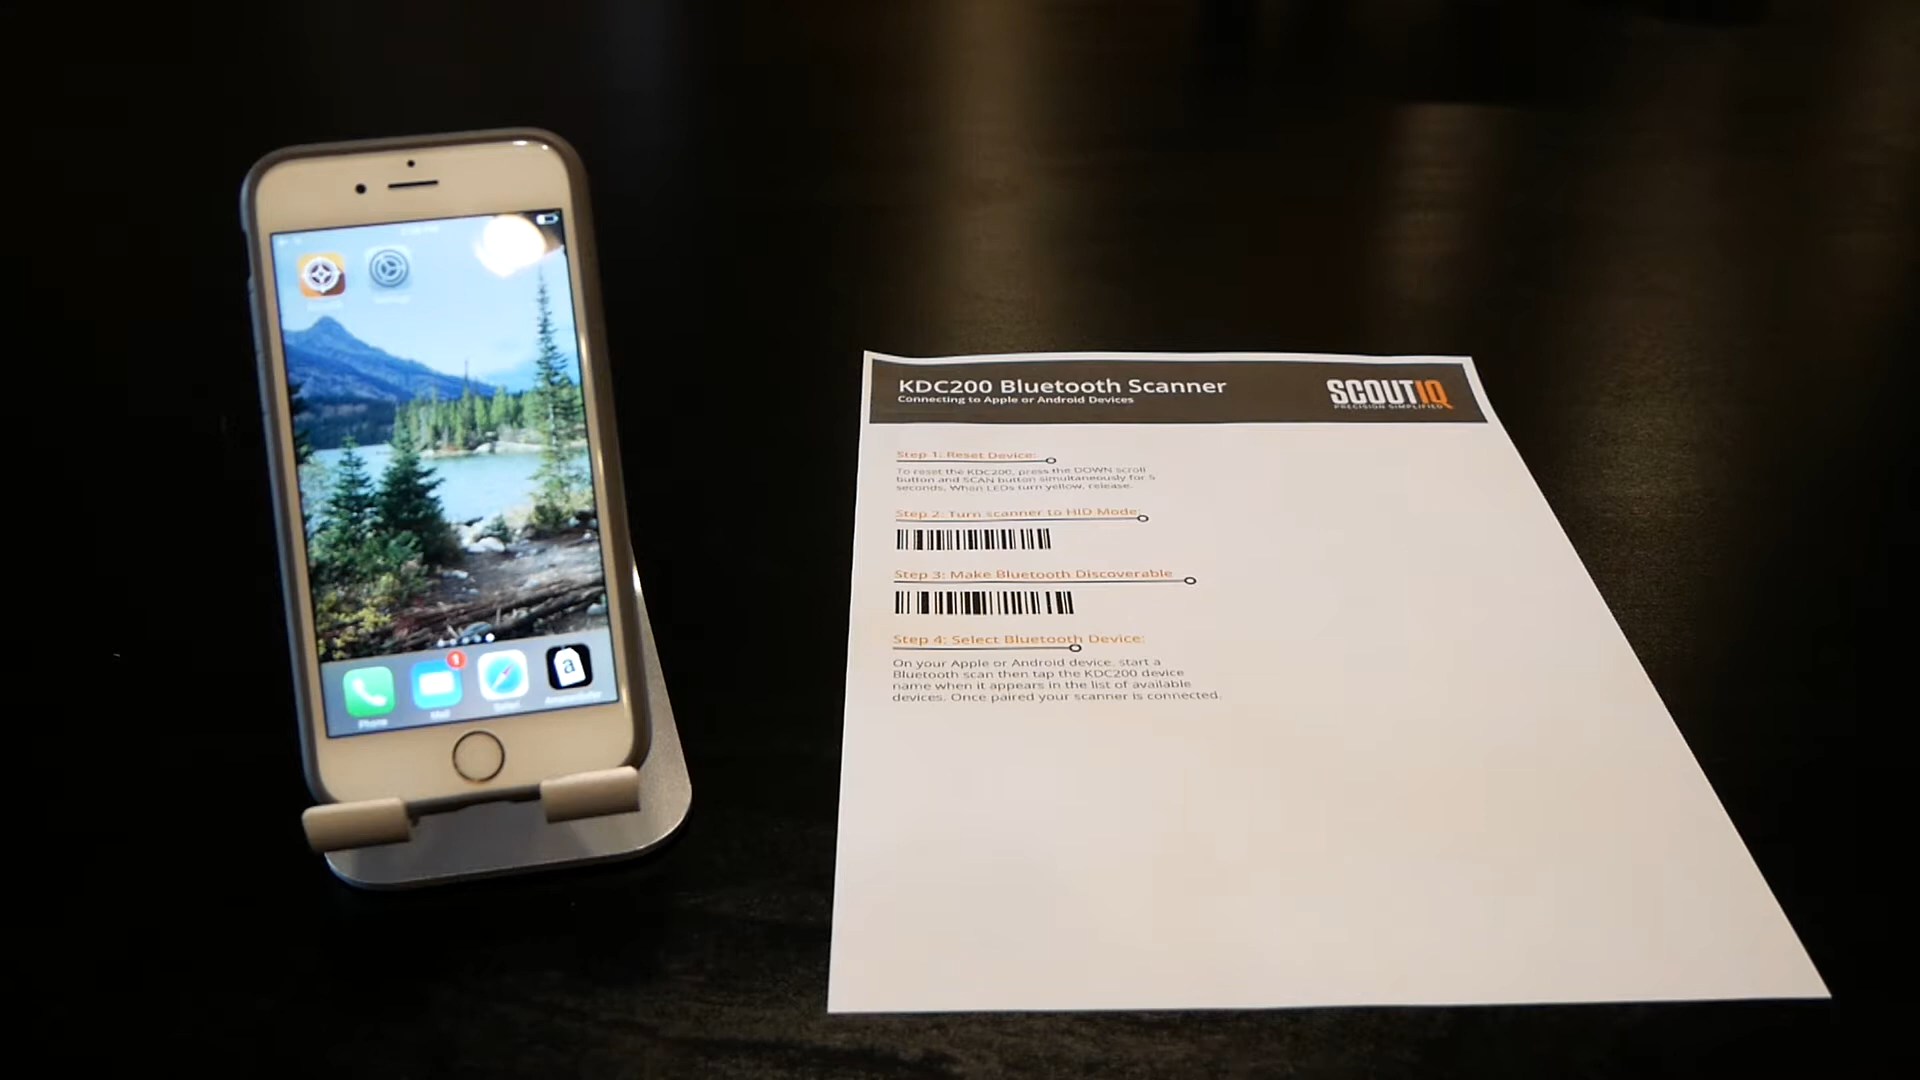 KDC200 Bluetooth Scanner
Connecting to Apple or Android Devices
SCOUTIQ
PRECISION SIMPLIFIED
Step 1: Reset Device:
To reset the KDC200, press the DOWN scroll
button and SCAN button simultaneously for 5
seconds. When LEDs turn yellow, release.
Step 2: Turn scanner to HID Mode:
Step 3: Make Bluetooth Discoverable
Step 4: Select Bluetooth Device:
On your Apple or Android device, start a
Bluetooth scan then tap the KDC200 device
name when it appears in the list of available
devices. Once paired your scanner is connected.
1
a
Phone
Mail
Safari